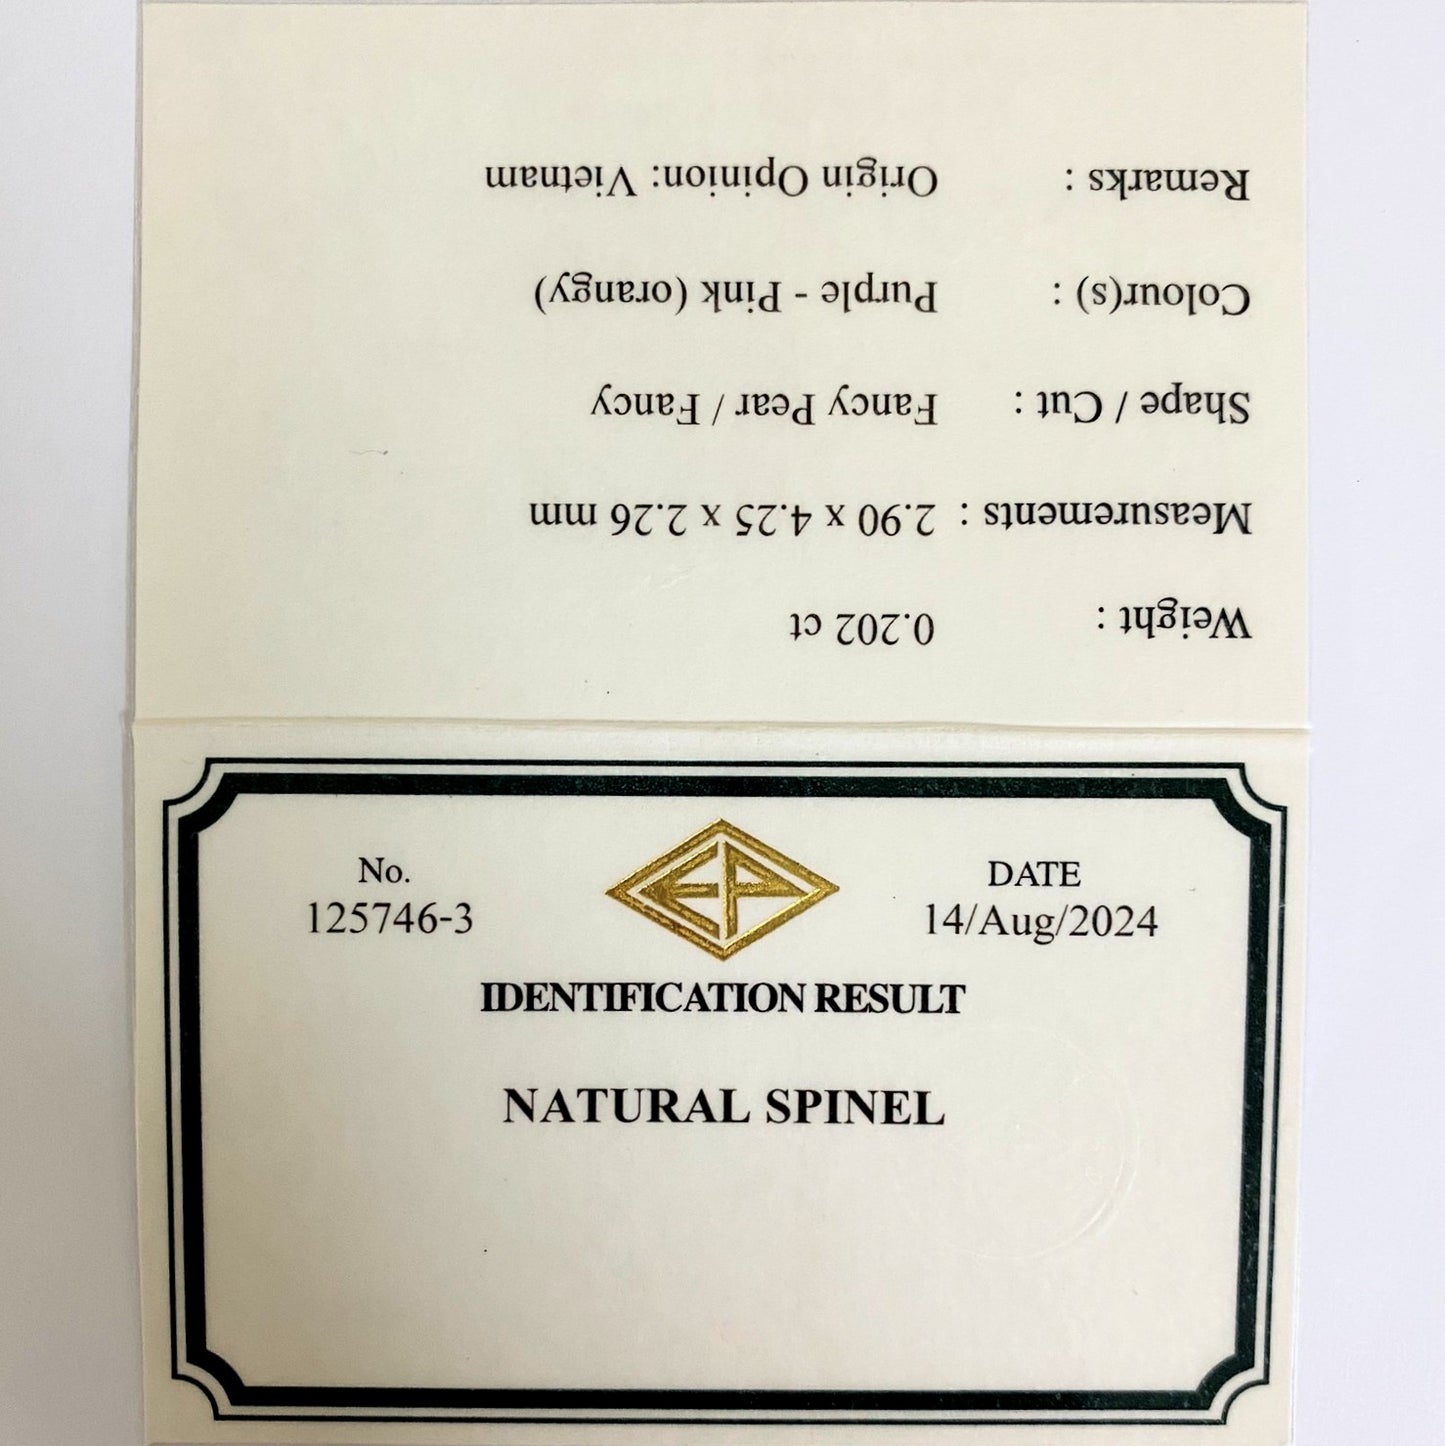 Weight : 0.202 ct
Measurements : 2.90 x 4.25 x 2.26 mm
Shape / Cut : Fancy Pear / Fancy
Colour(s) : Purple - Pink (orangy)
Remarks : Origin Opinion: Vietnam
No.
125746-3
EP
DATE
14/Aug/2024
IDENTIFICATION RESULT
NATURAL SPINEL